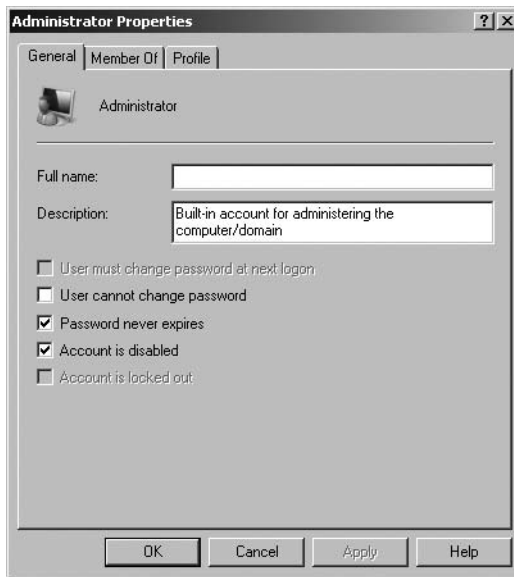 Administrator Properties
General
Member Of
Profile
Administrator
Full name:
Description:
Built-in account for administering the
computer/domain
User must change password at next logon
User cannot change password
Password never expires
Account is disabled
Account is locked out
OK
Cancel
Apply
Help